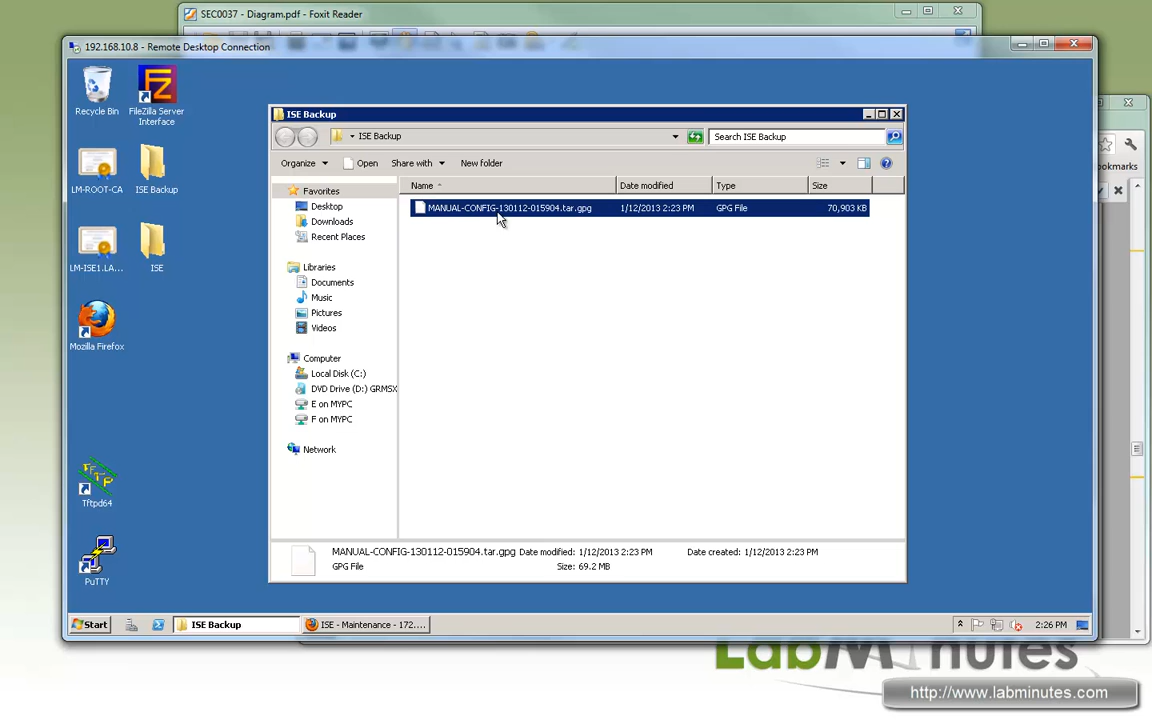 SEC0037 - Diagram.pdf - Foxit Reader
192.168.10.8 - Remote Desktop Connection
Recycle Bin
FileZilla Server
Interface
LM-ROOT-CA
ISE Backup
LM-ISE1.LA...
ISE
Mozilla Firefox
Tftpd64
PuTTY
ISE Backup
ISE Backup
Search ISE Backup
Organize
Open
Share with
New folder
Name
Date modified
Type
Size
Favorites
Desktop
Downloads
Recent Places
Libraries
Documents
Music
Pictures
Videos
Computer
Local Disk (C:)
DVD Drive (D:) GRMSX
E on MYPC
F on MYPC
Network
MANUAL-CONFIG-130112-015904.tar.gpg 1/12/2013 2:23 PM GPG File 70,903 KB
MANUAL-CONFIG-130112-015904.tar.gpg Date modified: 1/12/2013 2:23 PM Date created: 1/12/2013 2:23 PM
GPG File Size: 69.2 MB
Start
ISE Backup
ISE - Maintenance - 172....
2:26 PM
ookmarks
LabMinutes
http://www.labminutes.com